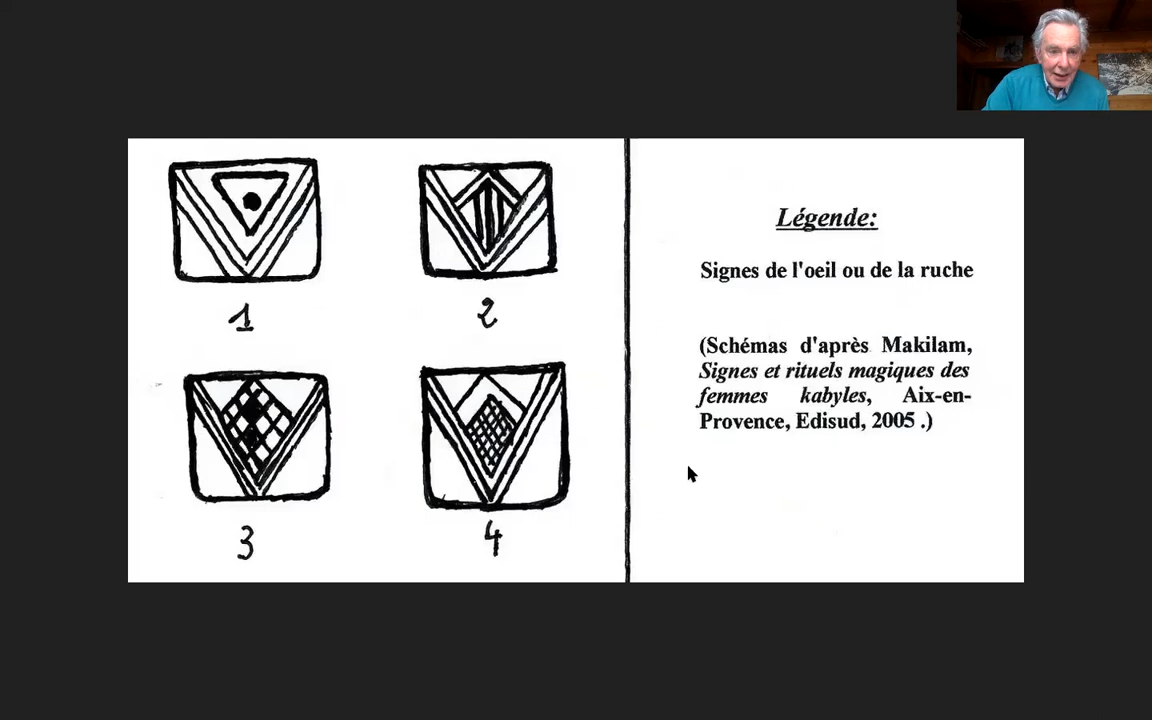 1
2
3
4
Légende:
Signes de l'oeil ou de la ruche
(Schémas d'après Makilam,
Signes et rituels magiques des
femmes kabyles, Aix-en-
Provence, Edisud, 2005 .)